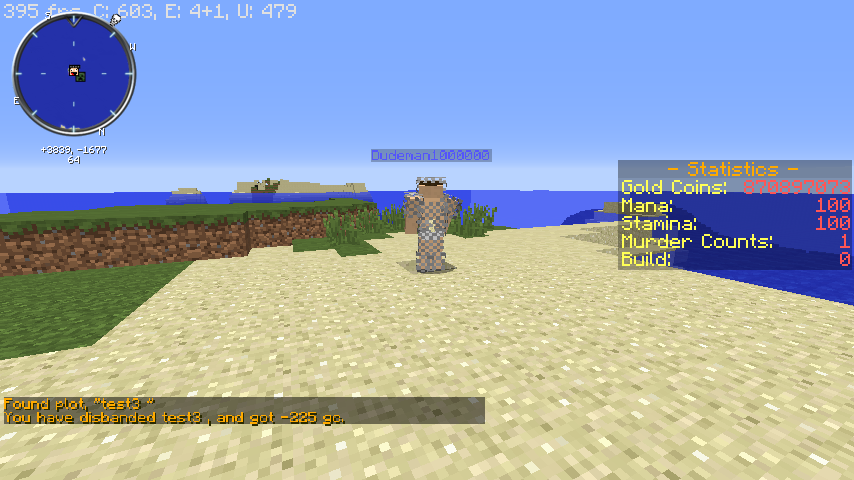 395 fps, C: 603, E: 4+1, U: 479
S
W
E
N
+3839, -1677
64
Dudeman1000000
- Statistics -
Gold Coins: 870897073
Mana: 100
Stamina: 100
Murder Counts: 1
Build: 0
Found plot, "test3 "
You have disbanded test3 , and got -225 gc.